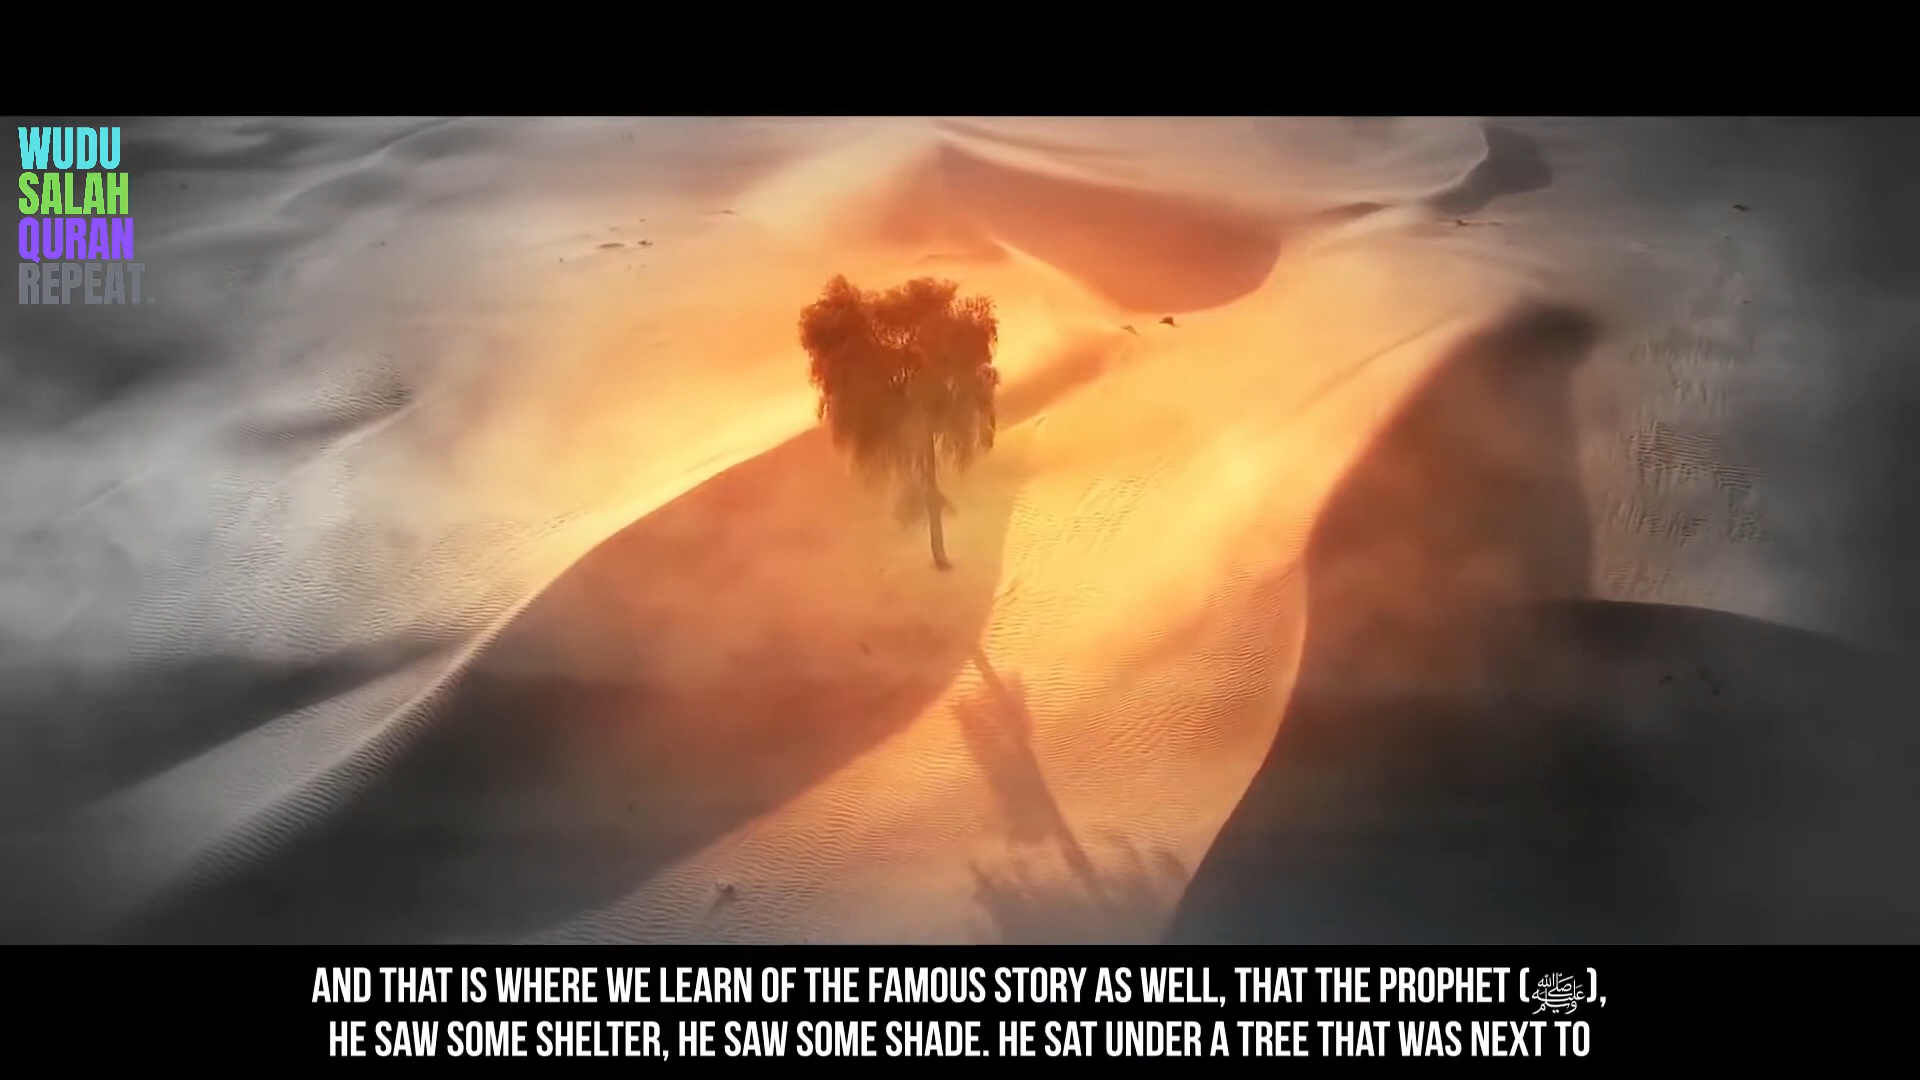 WUDU
SALAH
QURAN
REPEAT.
AND THAT IS WHERE WE LEARN OF THE FAMOUS STORY AS WELL, THAT THE PROPHET (ﷺ),
HE SAW SOME SHELTER, HE SAW SOME SHADE. HE SAT UNDER A TREE THAT WAS NEXT TO